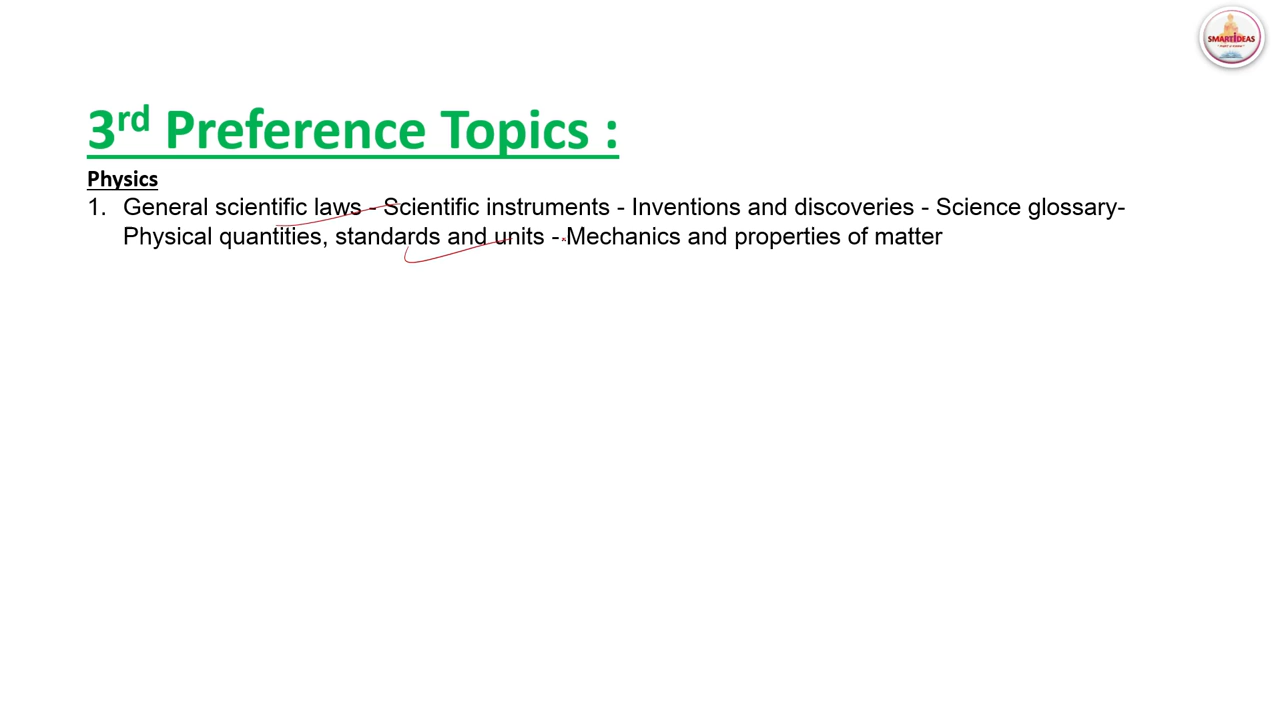 SMARTIDEAS
3rd Preference Topics :
Physics
1. General scientific laws - Scientific instruments - Inventions and discoveries - Science glossary-
Physical quantities, standards and units - Mechanics and properties of matter